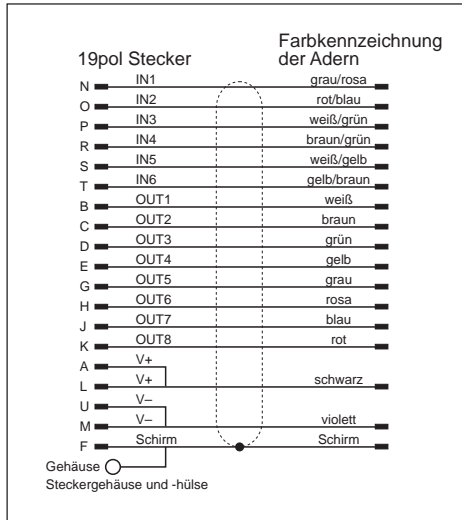 19pol Stecker
Farbkennzeichnung
der Adern
N IN1 grau/rosa
O IN2 rot/blau
P IN3 weiß/grün
R IN4 braun/grün
S IN5 weiß/gelb
T IN6 gelb/braun
B OUT1 weiß
C OUT2 braun
D OUT3 grün
E OUT4 gelb
G OUT5 grau
H OUT6 rosa
J OUT7 blau
K OUT8 rot
A V+
L V+ schwarz
U V–
M V– violett
F Schirm Schirm
Gehäuse
Steckergehäuse und -hülse